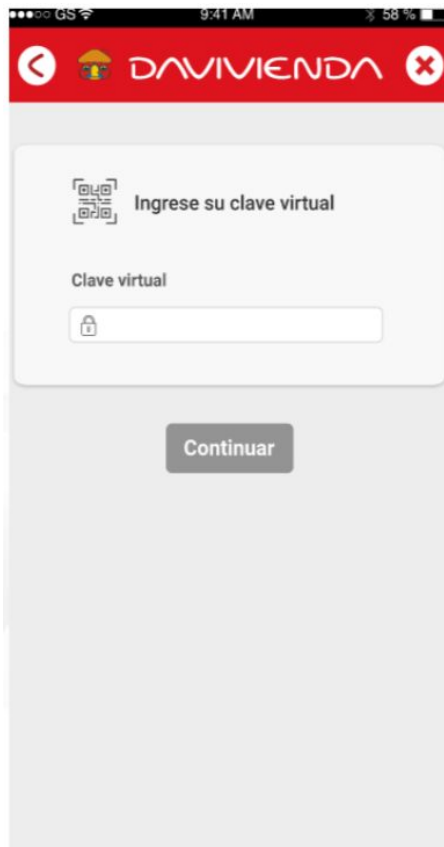 GS 9:41 AM 58 %
DAVIVIENDA
Ingrese su clave virtual
Clave virtual
Continuar